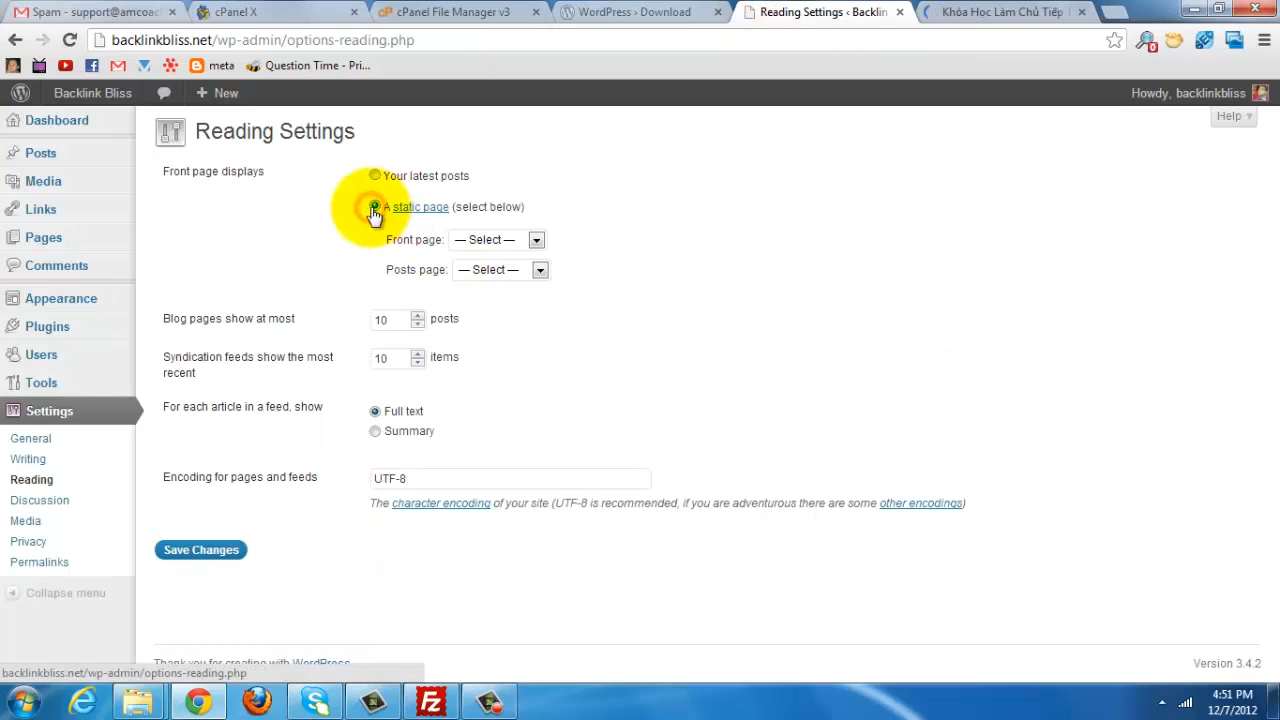 Spam - support@amcoach
cPanel X
cPanel File Manager v3
WordPress › Download
Reading Settings ‹ Backlin
Khóa Học Làm Chủ Tiếp
backlinkbliss.net/wp-admin/options-reading.php
meta
Question Time - Pri...
Backlink Bliss
+ New
Howdy, backlinkbliss
Help
Dashboard
Posts
Media
Links
Pages
Comments
Appearance
Plugins
Users
Tools
Settings
General
Writing
Reading
Discussion
Media
Privacy
Permalinks
Collapse menu
Reading Settings
Front page displays
Your latest posts
A static page (select below)
Front page: — Select —
Posts page: — Select —
Blog pages show at most
10 posts
Syndication feeds show the most
recent
10 items
For each article in a feed, show
Full text
Summary
Encoding for pages and feeds
UTF-8
The character encoding of your site (UTF-8 is recommended, if you are adventurous there are some other encodings)
Save Changes
Thank you for creating with WordPress
Version 3.4.2
backlinkbliss.net/wp-admin/options-reading.php
4:51 PM
12/7/2012